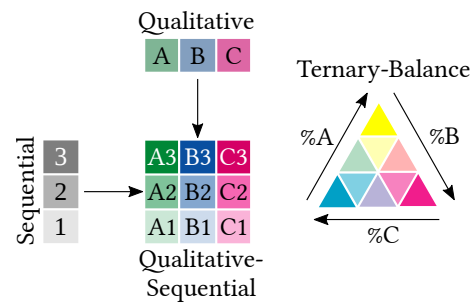 Qualitative
A B C
Ternary-Balance
%A
%B
%C
Sequential
3
2
1
A3 B3 C3
A2 B2 C2
A1 B1 C1
Qualitative-
Sequential